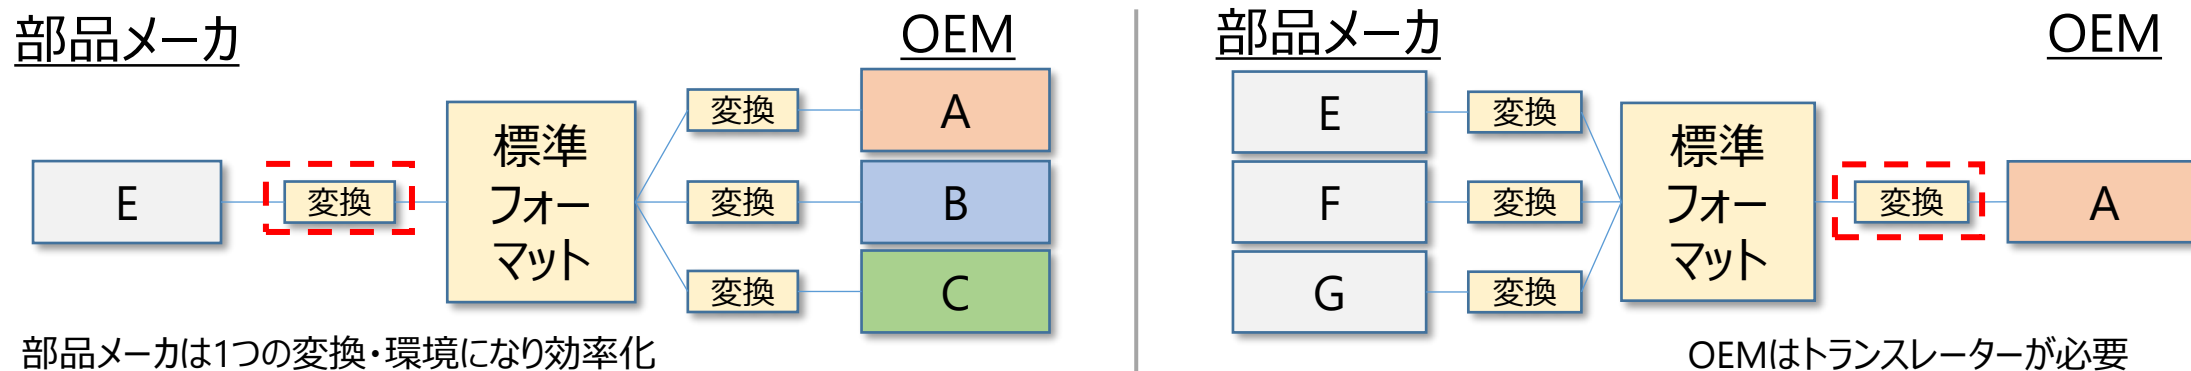 部品メーカ
OEM
E
変換
標準
フォー
マット
変換
変換
変換
A
B
C
部品メーカは1つの変換・環境になり効率化
部品メーカ
OEM
E
F
G
変換
変換
変換
標準
フォー
マット
変換
A
OEMはトランスレーターが必要